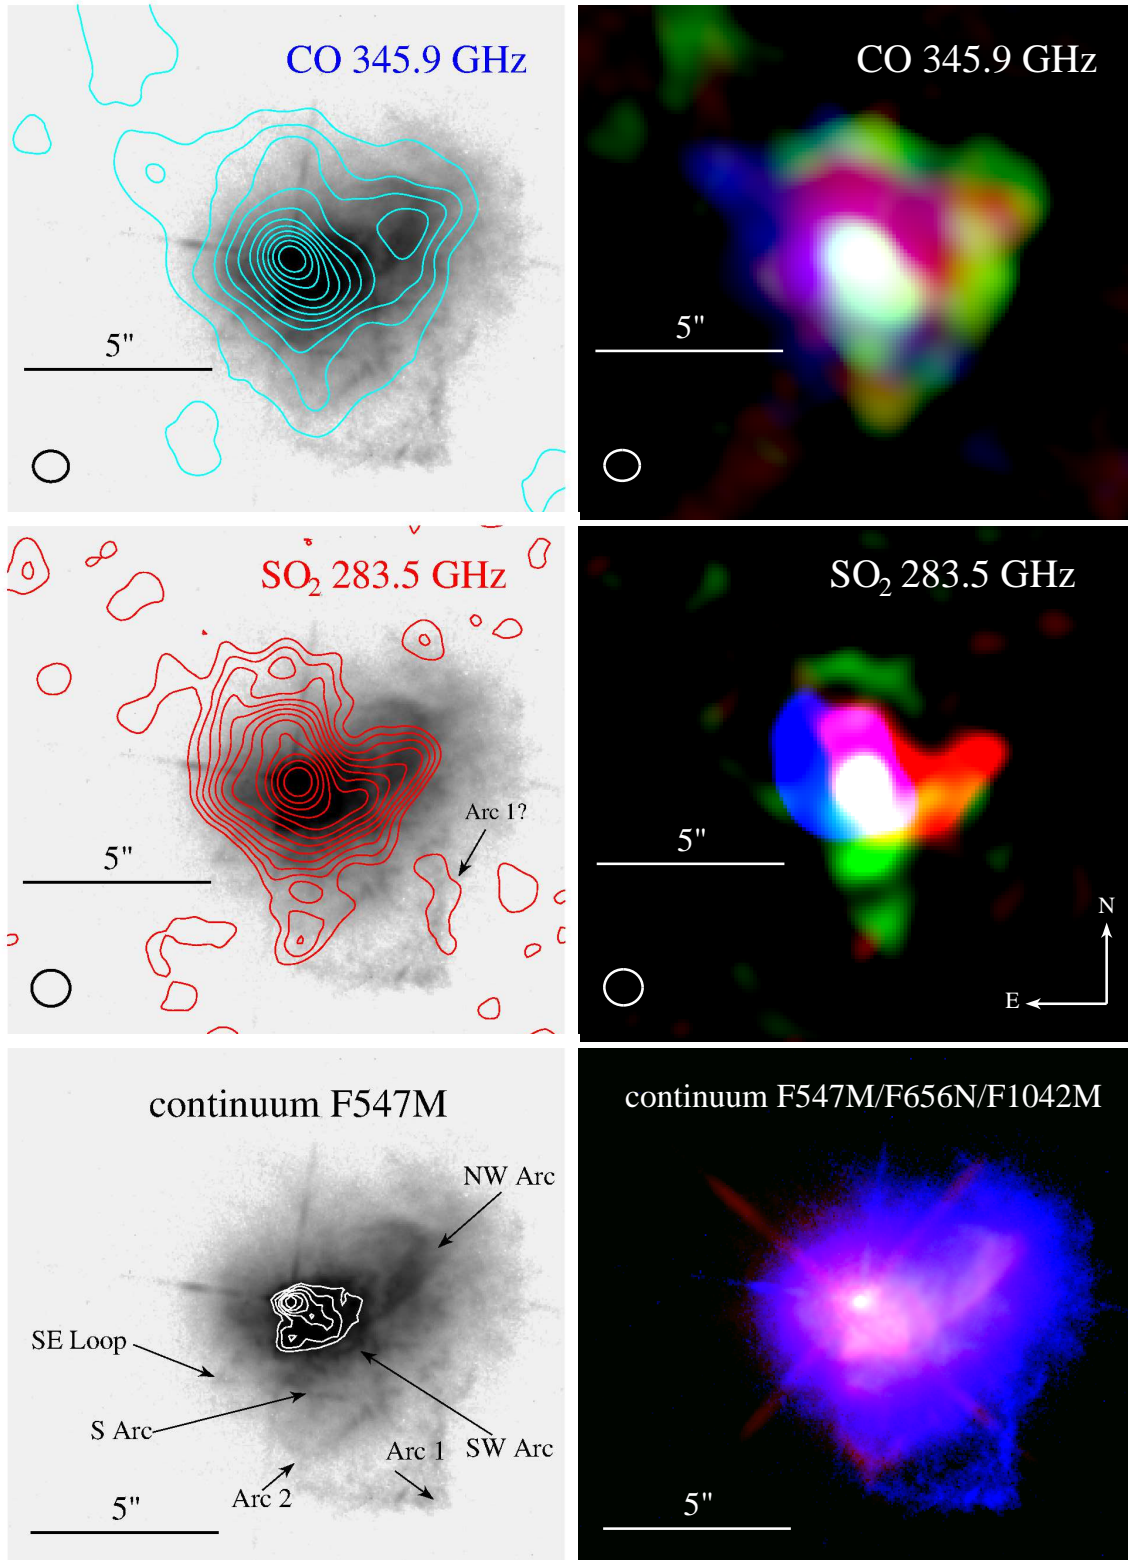 CO 345.9 GHz
5"
CO 345.9 GHz
5"
SO₂ 283.5 GHz
Arc 1?
5"
SO₂ 283.5 GHz
5"
N
E
continuum F547M
NW Arc
SE Loop
S Arc
SW Arc
Arc 1
Arc 2
5"
continuum F547M/F656N/F1042M
5"